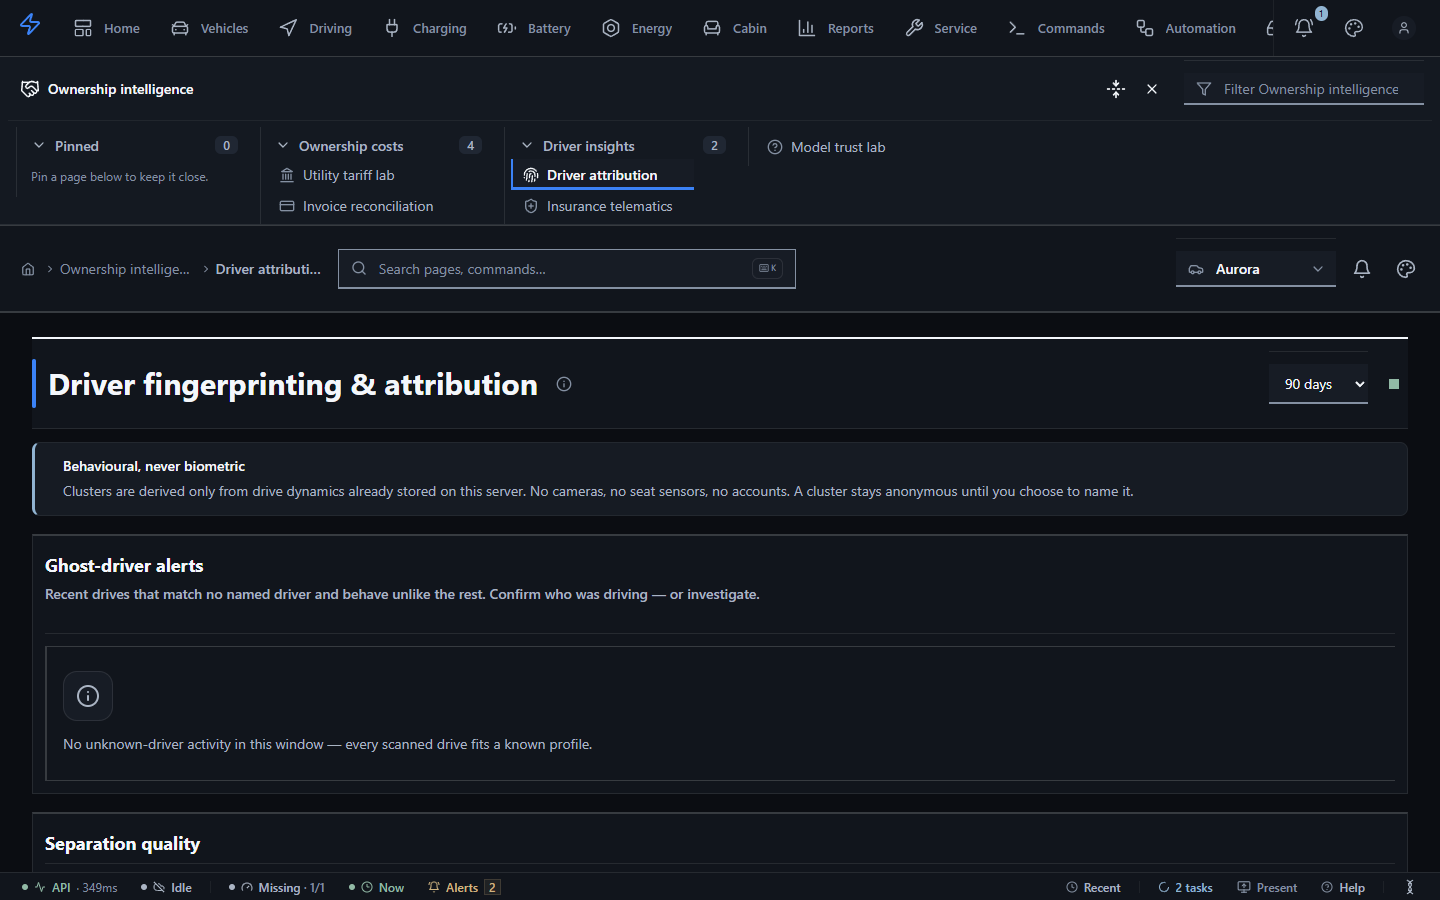 Home Vehicles Driving Charging Battery Energy Cabin Reports Service Commands Automation 1
Ownership intelligence
Filter Ownership intelligence
Pinned 0
Pin a page below to keep it close.
Ownership costs 4
Utility tariff lab
Invoice reconciliation
Driver insights 2
Driver attribution
Insurance telematics
Model trust lab
Ownership intellige... Driver attributi...
Search pages, commands... K
Aurora
Driver fingerprinting & attribution
90 days
Behavioural, never biometric
Clusters are derived only from drive dynamics already stored on this server. No cameras, no seat sensors, no accounts. A cluster stays anonymous until you choose to name it.
Ghost-driver alerts
Recent drives that match no named driver and behave unlike the rest. Confirm who was driving — or investigate.
No unknown-driver activity in this window — every scanned drive fits a known profile.
Separation quality
API · 349ms Idle Missing · 1/1 Now Alerts 2 Recent 2 tasks Present Help